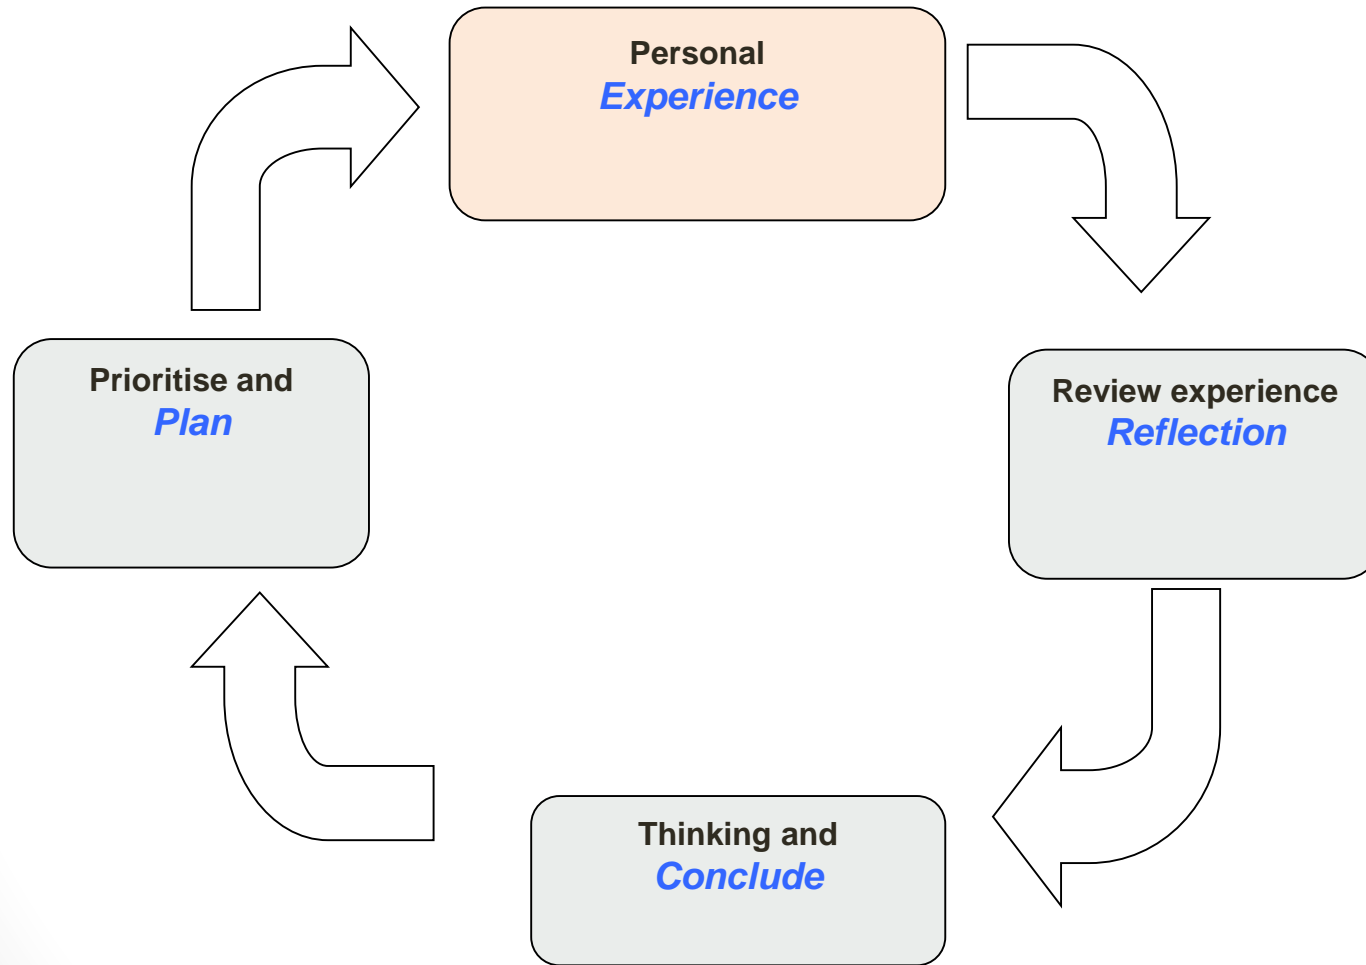 Personal
Experience
Review experience
Reflection
Thinking and
Conclude
Prioritise and
Plan